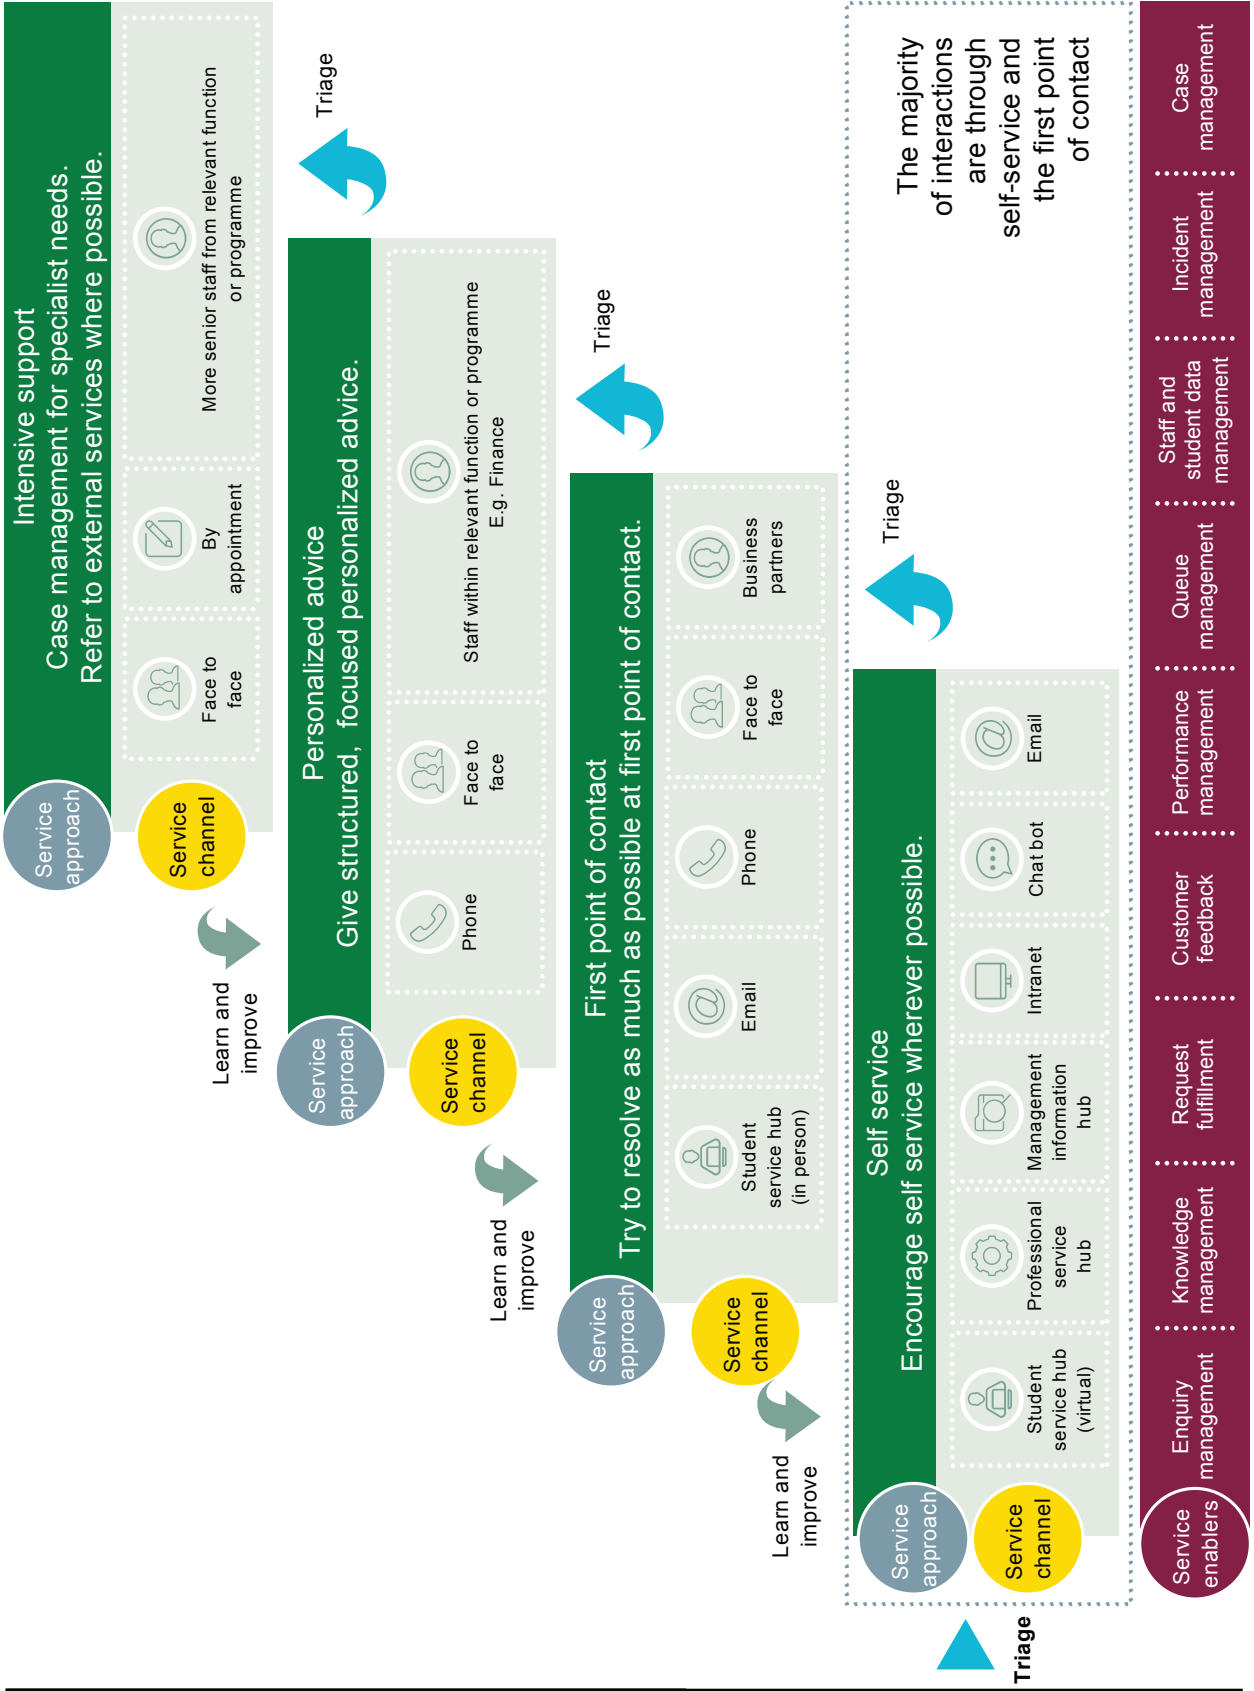 Intensive support
Case management for specialist needs.
Refer to external services where possible.
Service
approach
Service
channel
Face to
face
By
appointment
More senior staff from relevant function
or programme
Learn and
improve
Triage
Personalized advice
Give structured, focused personalized advice.
Service
approach
Service
channel
Phone
Face to
face
Staff within relevant function or programme
E.g. Finance
Learn and
improve
Triage
First point of contact
Try to resolve as much as possible at first point of contact.
Service
approach
Service
channel
Student
service hub
(in person)
Email
Phone
Face to
face
Business
partners
Learn and
improve
Triage
Self service
Encourage self service wherever possible.
Service
approach
Service
channel
Student
service hub
(virtual)
Professional
service
hub
Management
information
hub
Intranet
Chat bot
Email
The majority
of interactions
are through
self-service and
the first point
of contact
Triage
Service
enablers
Enquiry
management
Knowledge
management
Request
fulfillment
Customer
feedback
Performance
management
Queue
management
Staff and
student data
management
Incident
management
Case
management